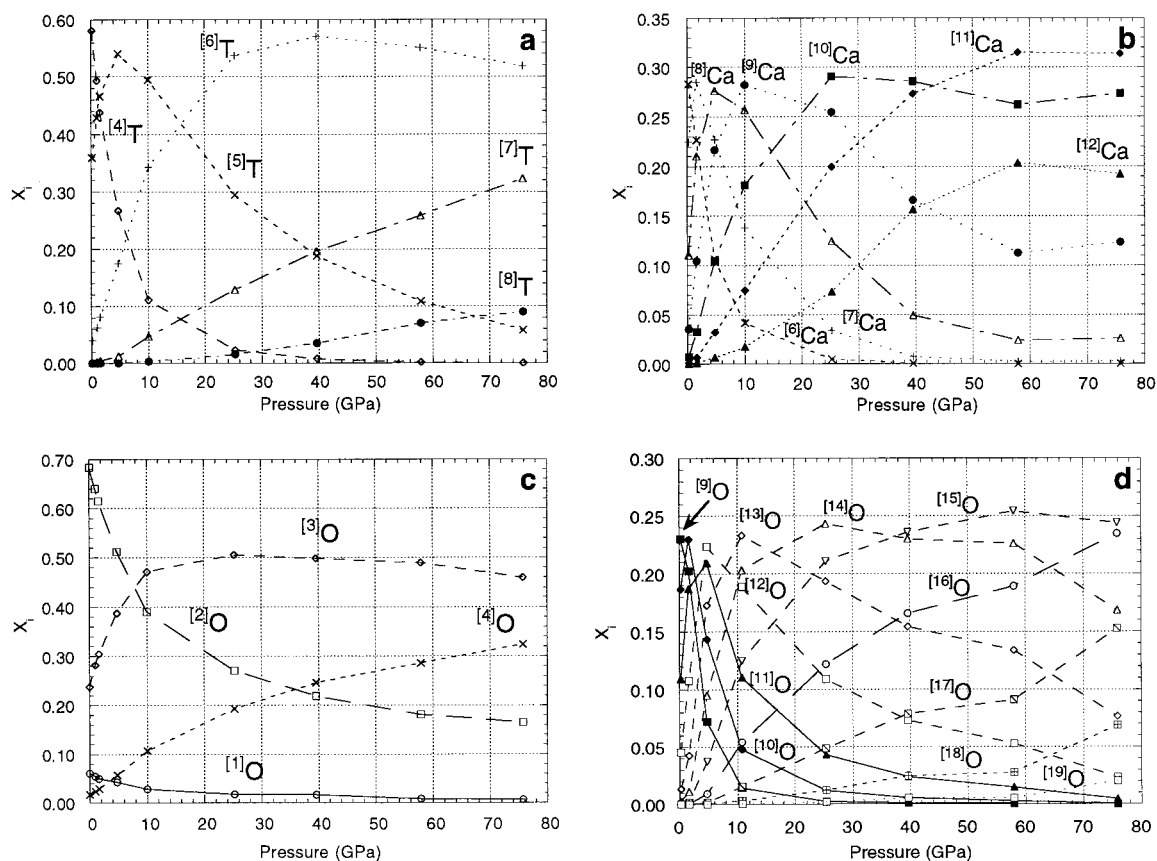 a
0.60
0.50
0.40
0.30
0.20
0.10
0.00
X_i
[6]T
[4]T
[5]T
[7]T
[8]T
0 10 20 30 40 50 60 70 80
Pressure (GPa)
b
0.35
0.30
0.25
0.20
0.15
0.10
0.05
0.00
X_i
[8]Ca [9]Ca [10]Ca [11]Ca
[12]Ca
[6]Ca [7]Ca
0 10 20 30 40 50 60 70 80
Pressure (GPa)
c
0.70
0.60
0.50
0.40
0.30
0.20
0.10
0.00
X_i
[3]O
[2]O
[4]O
[1]O
0 10 20 30 40 50 60 70 80
Pressure (GPa)
d
0.30
0.25
0.20
0.15
0.10
0.05
0.00
X_i
[9]O
[13]O [14]O [15]O
[12]O
[16]O
[11]O
[17]O
[10]O
[18]O
[19]O
0 10 20 30 40 50 60 70 80
Pressure (GPa)